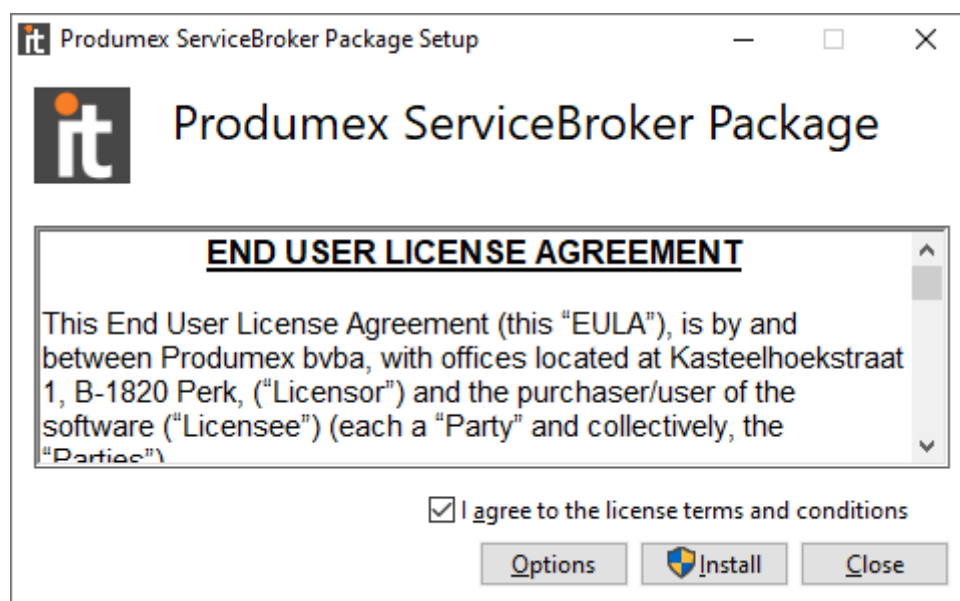 it Produmex ServiceBroker Package Setup
it Produmex ServiceBroker Package
END USER LICENSE AGREEMENT
This End User License Agreement (this “EULA”), is by and
between Produmex bvba, with offices located at Kasteelhoekstraat
1, B-1820 Perk, (“Licensor”) and the purchaser/user of the
software (“Licensee”) (each a “Party” and collectively, the
“Parties”)
I agree to the license terms and conditions
Options Install Close